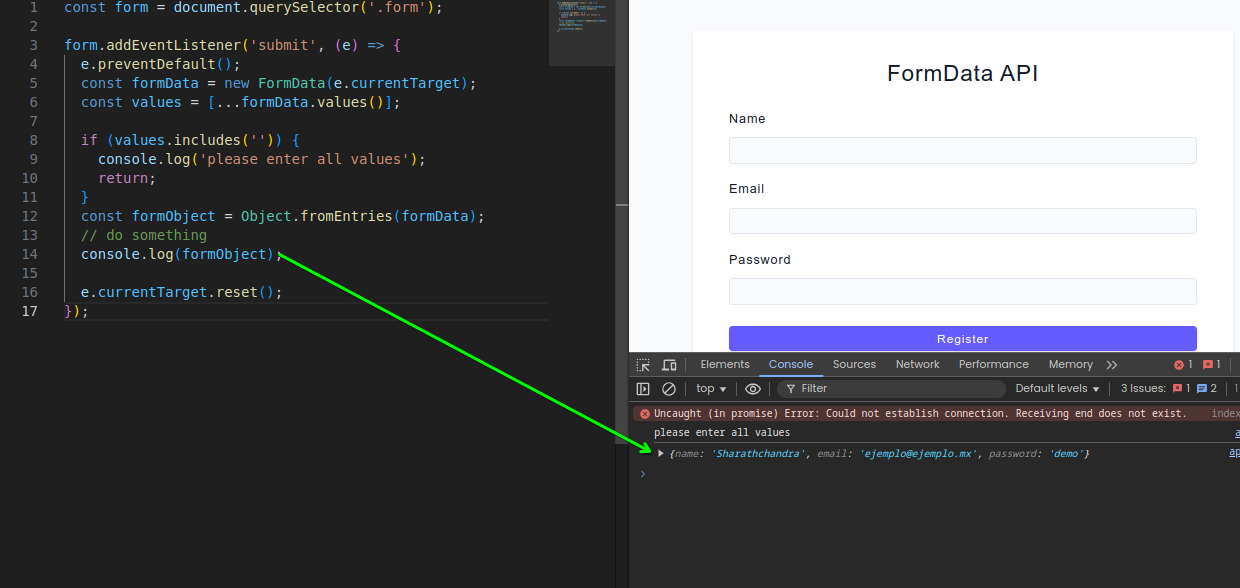 1 const form = document.querySelector('.form');
2
3 form.addEventListener('submit', (e) => {
4 e.preventDefault();
5 const formData = new FormData(e.currentTarget);
6 const values = [...formData.values()];
7
8 if (values.includes('')) {
9 console.log('please enter all values');
10 return;
11 }
12 const formObject = Object.fromEntries(formData);
13 // do something
14 console.log(formObject);
15
16 e.currentTarget.reset();
17 });
FormData API
Name
Email
Password
Register
Elements Console Sources Network Performance Memory 1 1
top Filter Default levels 3 Issues: 1 2 1
Uncaught (in promise) Error: Could not establish connection. Receiving end does not exist. index
please enter all values a
{name: 'Sharathchandra', email: 'ejemplo@ejemplo.mx', password: 'demo'} ap